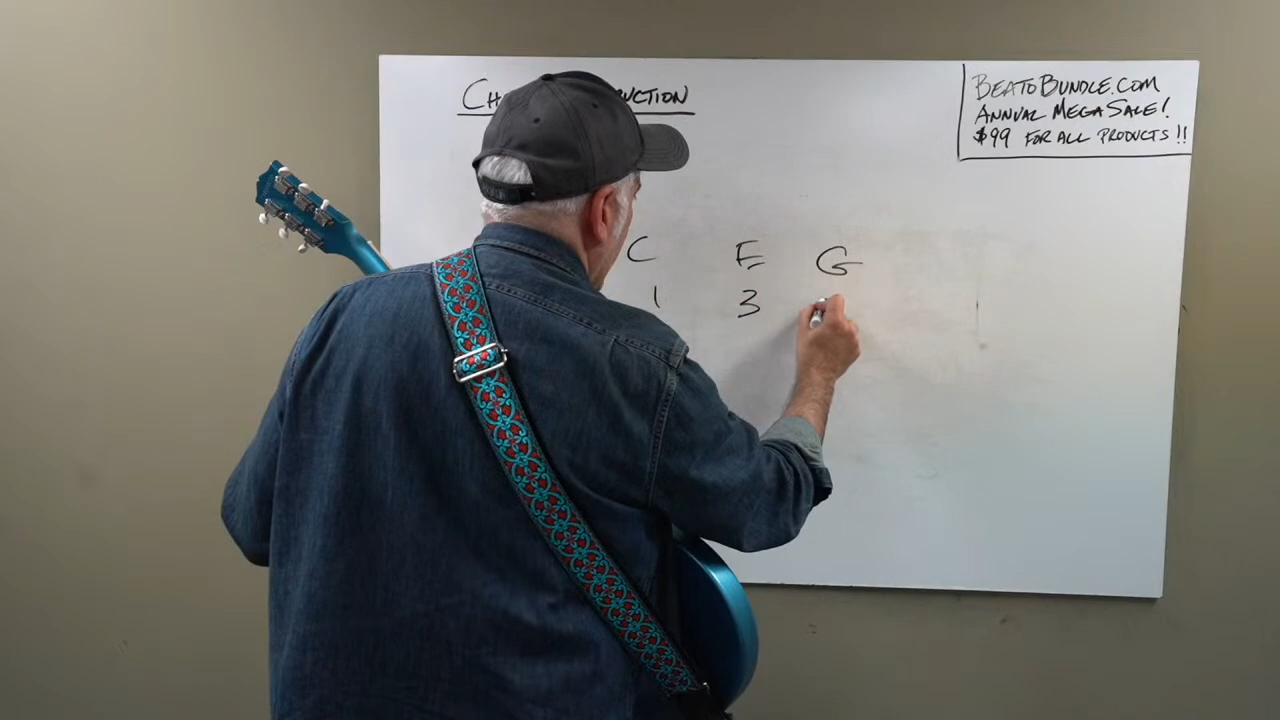 BEATOBUNDLE.COM
ANNUAL MEGA SALE!
$99 FOR ALL PRODUCTS !!
C E G
1 3